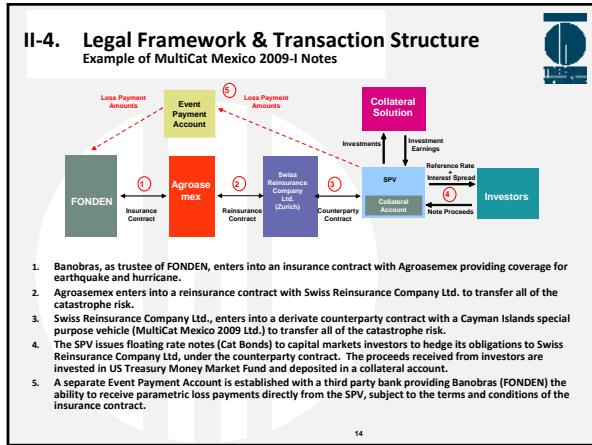 II-4. Legal Framework & Transaction Structure
Example of MultiCat Mexico 2009-I Notes
5
Loss Payment
Amounts
Event
Payment
Account
Loss Payment
Amounts
Collateral
Solution
Investments
Investment
Earnings
FONDEN
1
Insurance
Contract
Agroase
mex
2
Reinsurance
Contract
Swiss
Reinsurance
Company
Ltd.
(Zurich)
3
Counterparty
Contract
SPV
Collateral
Account
Reference Rate
+
Interest Spread
4
Note Proceeds
Investors
1. Banobras, as trustee of FONDEN, enters into an insurance contract with Agroasemex providing coverage for
earthquake and hurricane.
2. Agroasemex enters into a reinsurance contract with Swiss Reinsurance Company Ltd. to transfer all of the
catastrophe risk.
3. Swiss Reinsurance Company Ltd., enters into a derivate counterparty contract with a Cayman Islands special
purpose vehicle (MultiCat Mexico 2009 Ltd.) to transfer all of the catastrophe risk.
4. The SPV issues floating rate notes (Cat Bonds) to capital markets investors to hedge its obligations to Swiss
Reinsurance Company Ltd, under the counterparty contract. The proceeds received from investors are
invested in US Treasury Money Market Fund and deposited in a collateral account.
5. A separate Event Payment Account is established with a third party bank providing Banobras (FONDEN) the
ability to receive parametric loss payments directly from the SPV, subject to the terms and conditions of the
insurance contract.
14